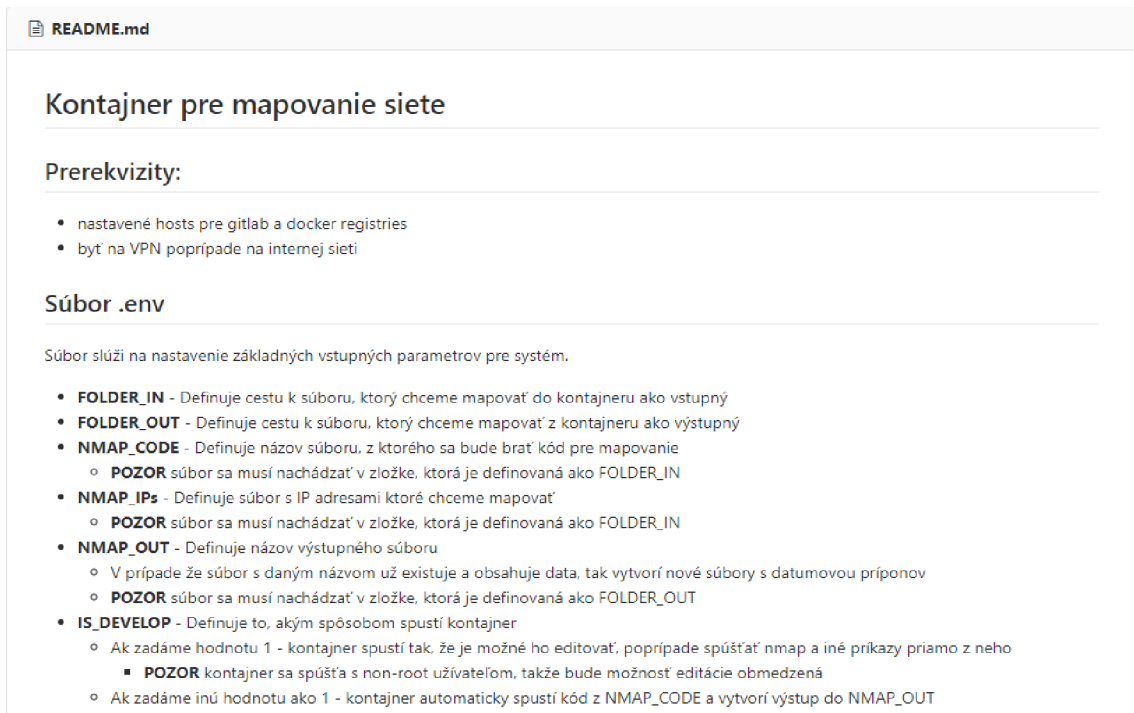 README.md
Kontajner pre mapovanie siete
Prerekvizity:
nastavené hosts pre gitlab a docker registries
byť na VPN poprípade na internej sieti
Súbor .env
Súbor slúži na nastavenie základných vstupných parametrov pre systém.
FOLDER_IN - Definuje cestu k súboru, ktorý chceme mapovať do kontajneru ako vstupný
FOLDER_OUT - Definuje cestu k súboru, ktorý chceme mapovať z kontajneru ako výstupný
NMAP_CODE - Definuje názov súboru, z ktorého sa bude brať kód pre mapovanie
POZOR súbor sa musí nachádzať v zložke, ktorá je definovaná ako FOLDER_IN
NMAP_IPs - Definuje súbor s IP adresami ktoré chceme mapovať
POZOR súbor sa musí nachádzať v zložke, ktorá je definovaná ako FOLDER_IN
NMAP_OUT - Definuje názov výstupného súboru
V prípade že súbor s daným názvom už existuje a obsahuje data, tak vytvorí nové súbory s datumovou príponov
POZOR súbor sa musí nachádzať v zložke, ktorá je definovaná ako FOLDER_OUT
IS_DEVELOP - Definuje to, akým spôsobom spustí kontajner
Ak zadáme hodnotu 1 - kontajner spustí tak, že je možné ho editovať, poprípade spúšťať nmap a iné príkazy priamo z neho
POZOR kontajner sa spúšťa s non-root užívateľom, takže bude možnosť editácie obmedzená
Ak zadáme inú hodnotu ako 1 - kontajner automaticky spustí kód z NMAP_CODE a vytvorí výstup do NMAP_OUT